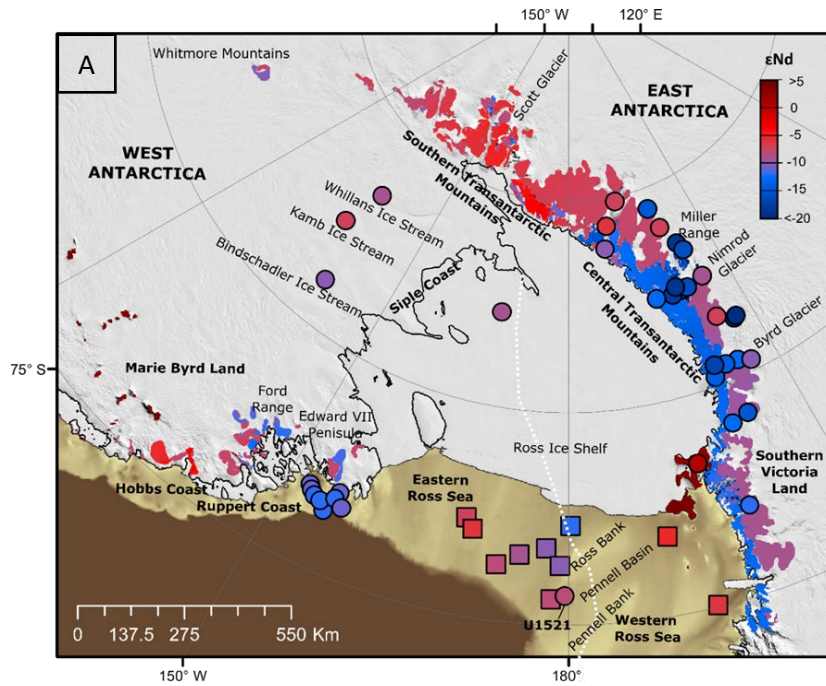 150° W
120° E
A
Whitmore Mountains
Scott Glacier
εNd
>5
0
-5
-10
-15
<-20
EAST
ANTARCTICA
WEST
ANTARCTICA
Southern Transantarctic
Mountains
Whillans Ice Stream
Kamb Ice Stream
Bindschadler Ice Stream
Siple Coast
Miller
Range
Nimrod
Glacier
Central Transantarctic
Mountains
Byrd Glacier
75° S
Marie Byrd Land
Ford
Range
Edward VII
Penisula
Ross Ice Shelf
Southern
Victoria
Land
Hobbs Coast
Ruppert Coast
Eastern
Ross Sea
Ross Bank
Pennell Basin
Pennell Bank
U1521
Western
Ross Sea
0
137.5
275
550 Km
150° W
180°